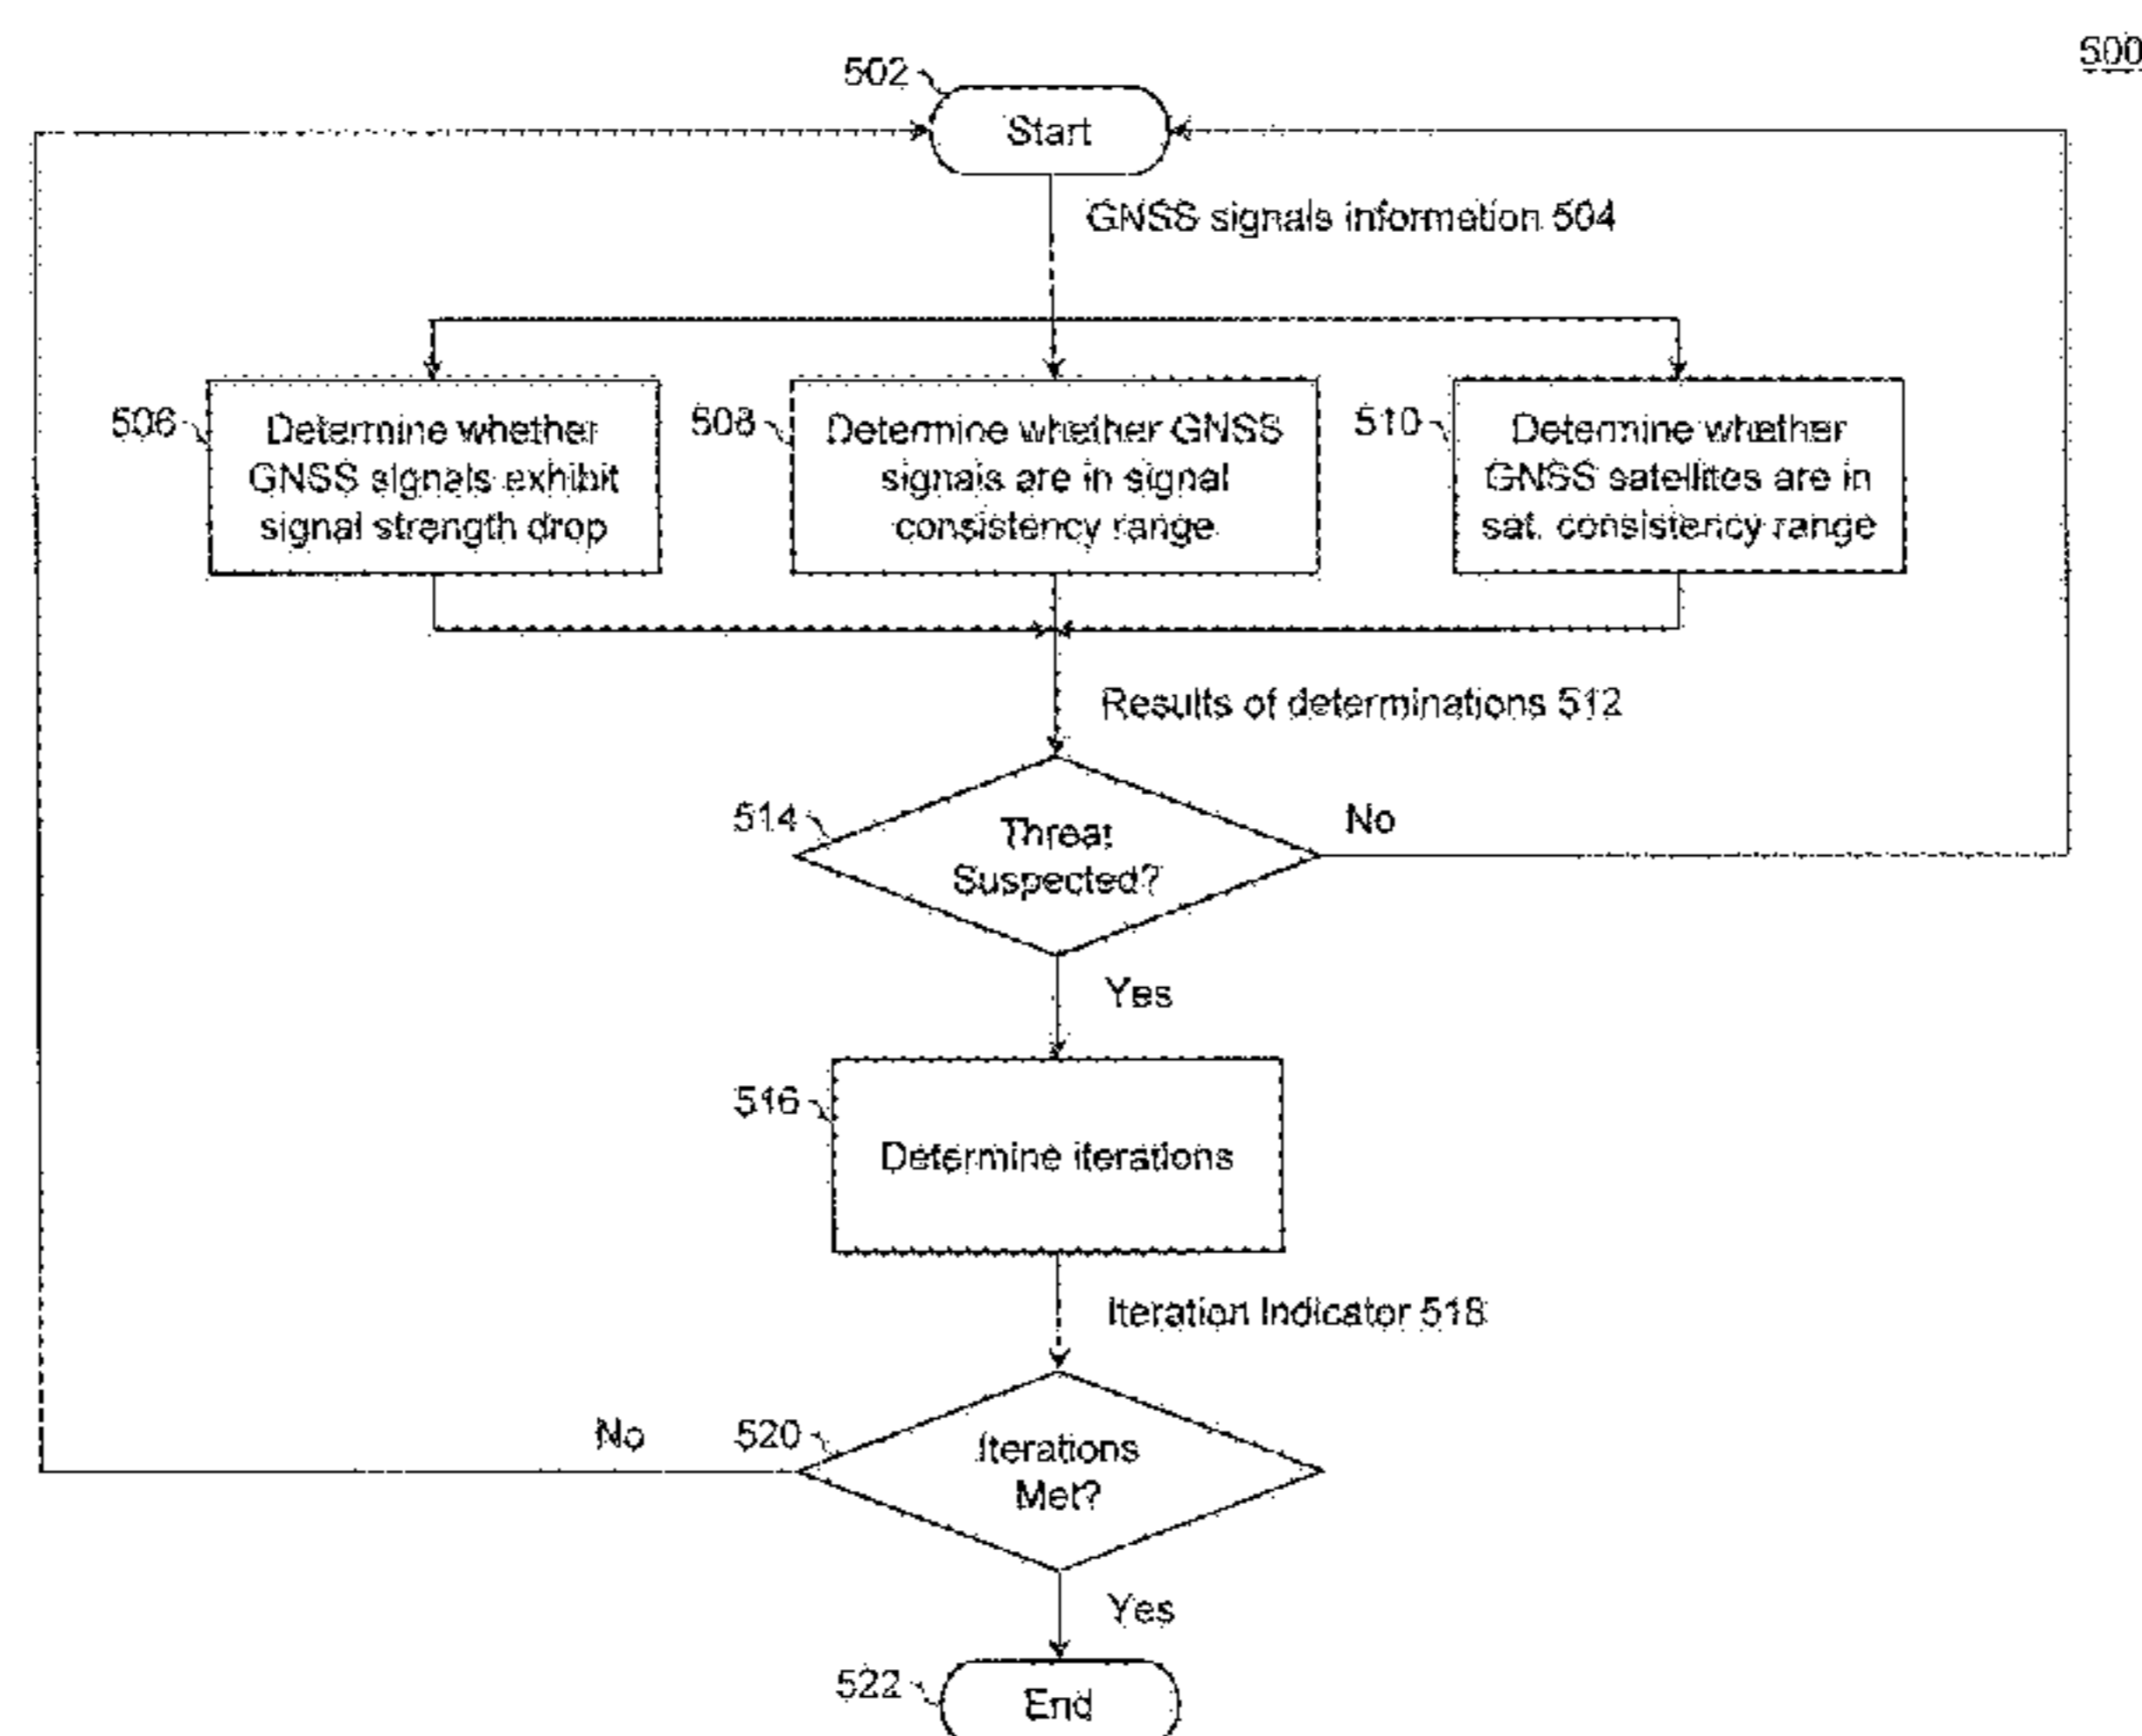 500
502
Start
GNSS signals information 504
506
Determine whether
GNSS signals exhibit
signal strength drop
508
Determine whether GNSS
signals are in signal
consistency range
510
Determine whether
GNSS satellites are in
sat. consistency range
Results of determinations 512
514
Threat
Suspected?
No
Yes
516
Determine iterations
Iteration Indicator 518
No
520
Iterations
Met?
Yes
522
End